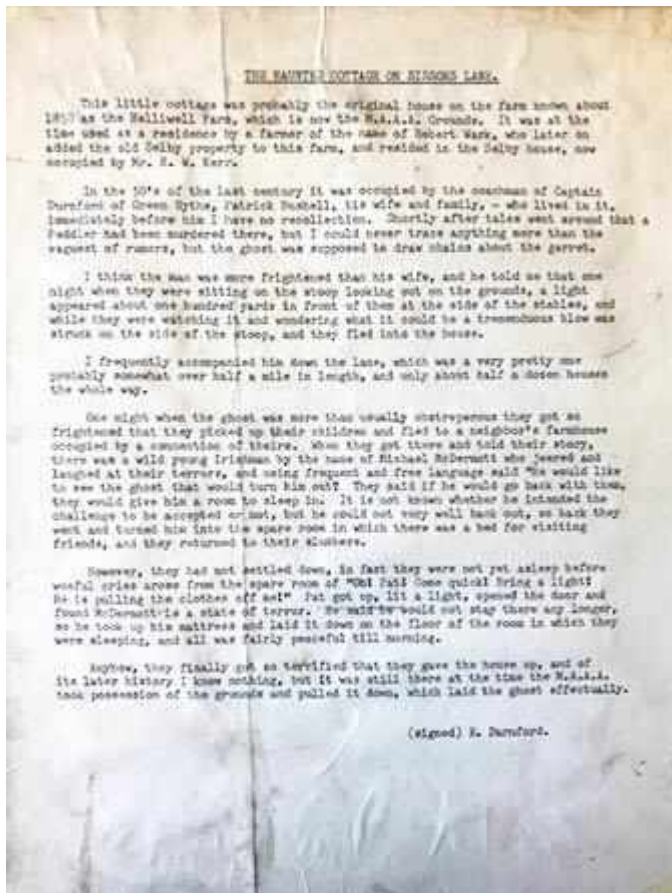 THE HAUNTED COTTAGE ON SISSONS LANE.
This little cottage was probably the original house on the farm known about
1857 as the Halliwell Farm, which is now the M.A.A.A. Grounds. It was at the
time used as a residence by a farmer of the name of Robert Wark, who later on
added the old Selby property to this farm, and resided in the Selby house, now
occupied by Mr. H. W. Kerr.
In the 50's of the last century it was occupied by the coachman of Captain
Durnford of Green Hythe, Patrick Bushell, his wife and family, - who lived in it,
immediately before him I have no recollection. Shortly after tales went around that a
Peddler had been murdered there, but I could never trace anything more than the
vaguest of rumors, but the ghost was supposed to draw chains about the garret.
I think the man was more frightened than his wife, and he told us that one
night when they were sitting on the stoop looking out on the grounds, a light
appeared about one hundred yards in front of them at the side of the stables, and
while they were watching it and wondering what it could be a tremendous blow was
struck on the side of the stoop, and they fled into the house.
I frequently accompanied him down the lane, which was a very pretty one
probably somewhat over half a mile in length, and only about half a dozen houses
the whole way.
One night when the ghost was more than usually obstreperous they got so
frightened that they picked up their children and fled to a neighbor's farmhouse
occupied by a connection of theirs. When they got there and told their story,
there was a wild young Irishman by the name of Michael McDermott who jeered and
laughed at their terrors, and using frequent and free language said "He would like
to see the ghost that would turn him out? They said if he would go back with them,
they would give him a room to sleep in. It is not known whether he intended the
challenge to be accepted or not, but he could not very well back out, so back they
went and turned him into the spare room in which there was a bed for visiting
friends, and they returned to their slumbers.
However, they had not settled down, in fact they were not yet asleep before
woeful cries arose from the spare room of "Oh! Pat! Come quick! Bring a light!
He is pulling the clothes off me!" Pat got up, lit a light, opened the door and
found McDermott in a state of terror. He said he would not stay there any longer,
so he took up his mattress and laid it down on the floor of the room in which they
were sleeping, and all was fairly peaceful till morning.
Anyhow, they finally got so terrified that they gave the house up, and of
its later history I know nothing, but it was still there at the time the M.A.A.A.
took possession of the grounds and pulled it down, which laid the ghost effectually.
(signed) Durnford.